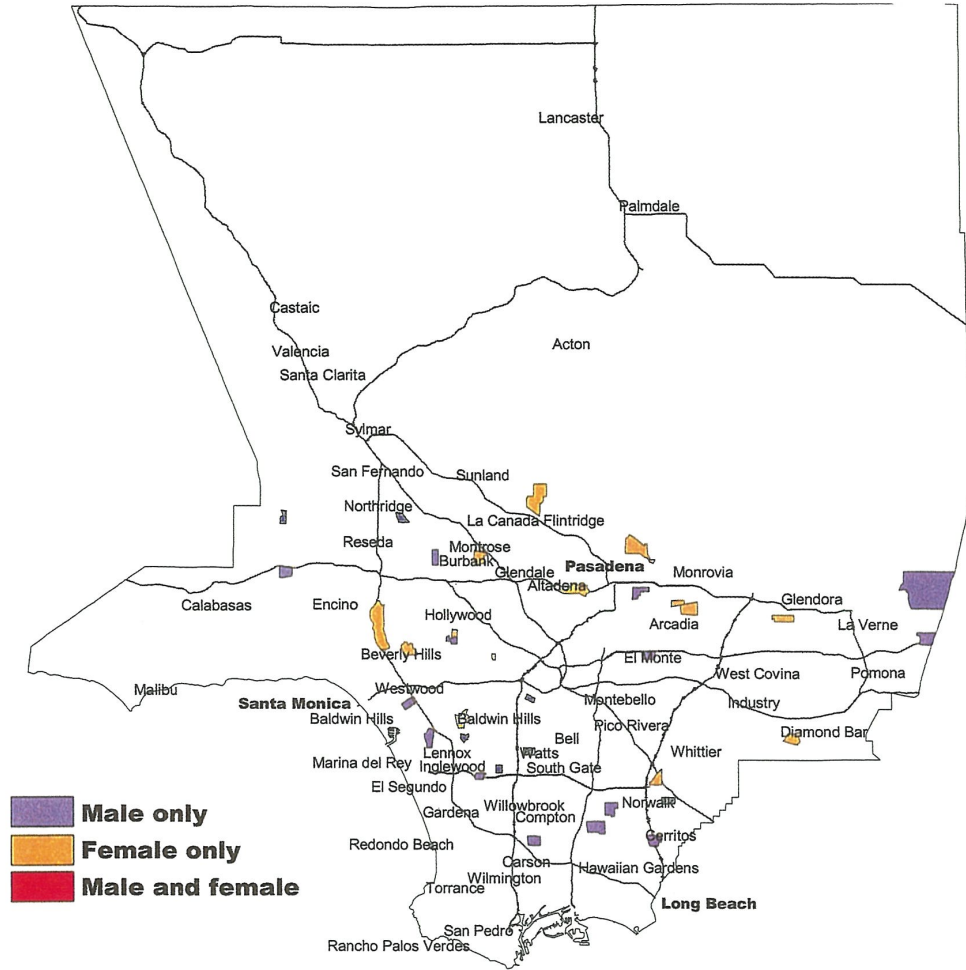 Lancaster
Palmdale
Castaic
Acton
Valencia
Santa Clarita
Sylmar
San Fernando
Sunland
Northridge
La Canada Flintridge
Reseda
Montrose
Burbank
Pasadena
Glendale
Monrovia
Altadena
Calabasas
Encino
Hollywood
Glendora
Arcadia
La Verne
Beverly Hills
El Monte
West Covina
Pomona
Malibu
Westwood
Santa Monica
Montebello
Industry
Baldwin Hills
Baldwin Hills
Pico Rivera
Diamond Bar
Bell
Lennox
Watts
Whittier
Marina del Rey
Inglewood
South Gate
El Segundo
Male only
Gardena
Willowbrook
Norwalk
Compton
Cerritos
Female only
Redondo Beach
Carson
Hawaiian Gardens
Wilmington
Male and female
Torrance
Long Beach
San Pedro
Rancho Palos Verdes